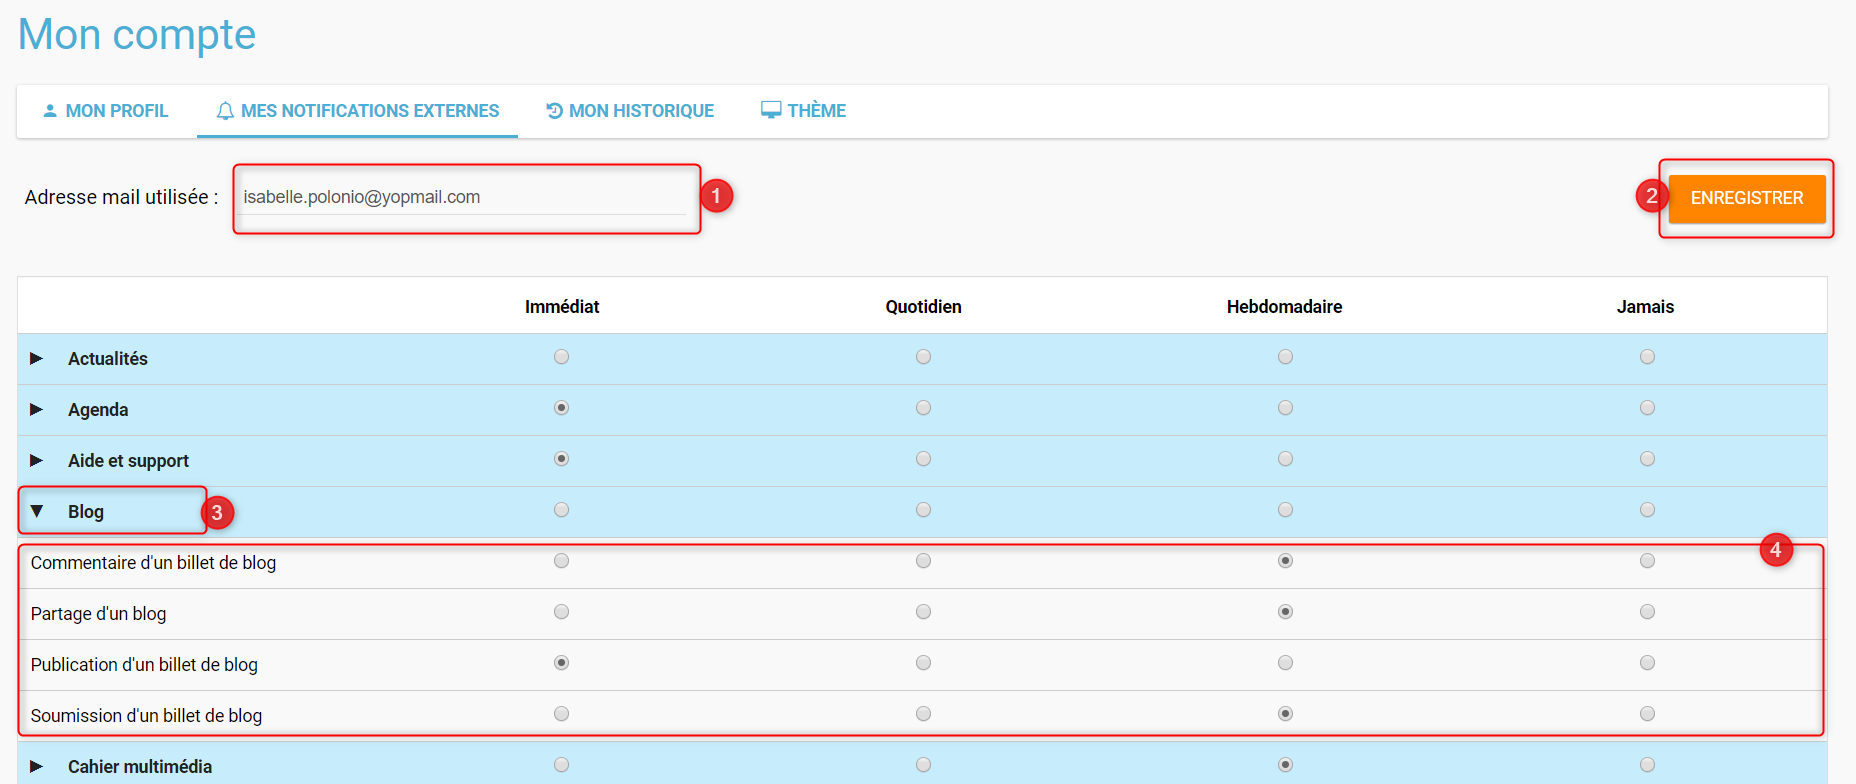 Mon compte
MON PROFIL MES NOTIFICATIONS EXTERNES MON HISTORIQUE THÈME
Adresse mail utilisée : isabelle.polonio@yopmail.com 1 2 ENREGISTRER
Immédiat Quotidien Hebdomadaire Jamais
Actualités
Agenda
Aide et support
Blog 3
4
Commentaire d'un billet de blog
Partage d'un blog
Publication d'un billet de blog
Soumission d'un billet de blog
Cahier multimédia